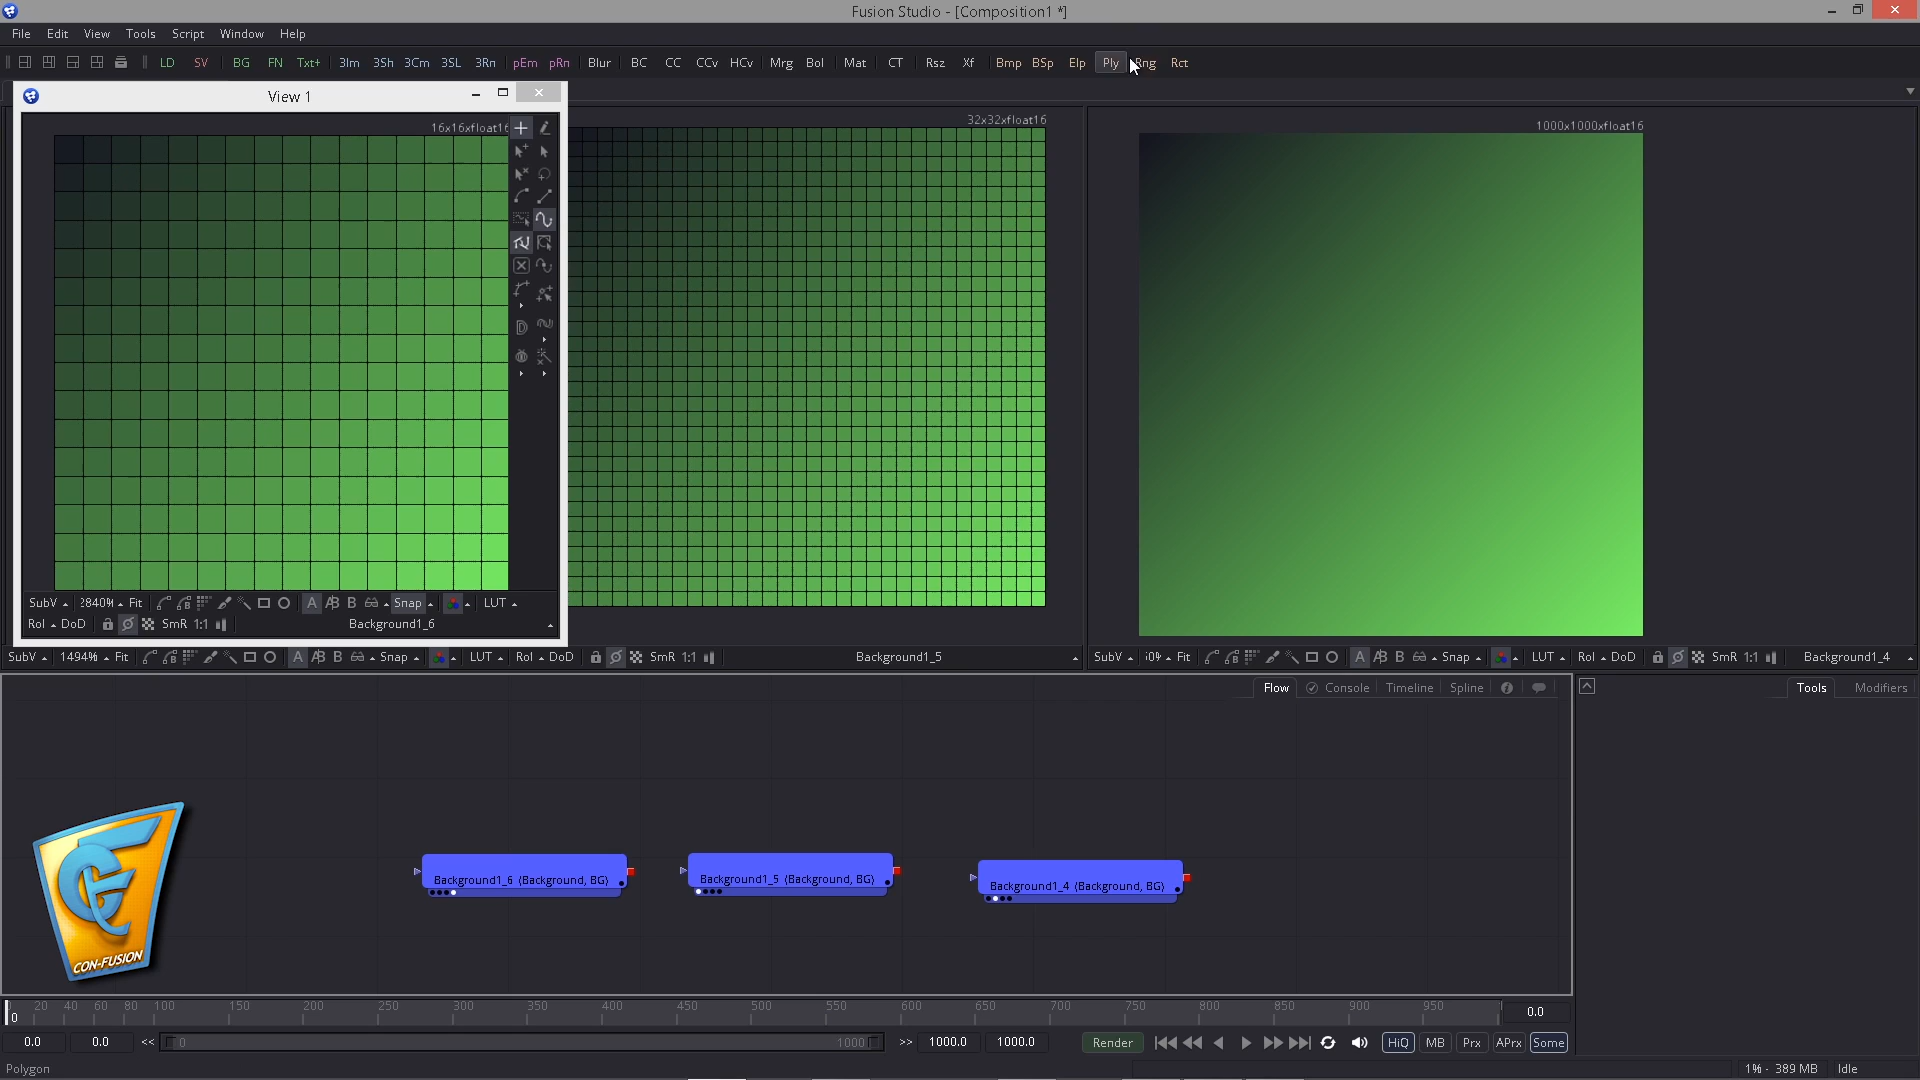 Fusion Studio - [Composition1 *]
File Edit View Tools Script Window Help
LD SV BG FN Txt+ 3Im 3Sh 3Cm 3SL 3Rn pEm pRn Blur BC CC CCv HCv Mrg Bol Mat CT Rsz Xf Bmp BSp Elp Ply Rng Rct
View 1
16x16xfloat16
32x32xfloat16
1000x1000xfloat16
SubV 2840% Fit A B Snap LUT
RoI DoD SmR 1:1 Background1_6
SubV 1494% Fit A B Snap LUT RoI DoD SmR 1:1 Background1_5
SubV i0% Fit A B Snap LUT RoI DoD SmR 1:1 Background1_4
Flow Console Timeline Spline
Tools Modifiers
Background1_6 (Background, BG)
Background1_5 (Background, BG)
Background1_4 (Background, BG)
CON-FUSION
0 20 40 60 80 100 150 200 250 300 350 400 450 500 550 600 650 700 750 800 850 900 950 0.0
0.0 0.0 << 0 1000 >> 1000.0 1000.0 Render HiQ MB Prx APrx Some
Polygon
1% - 389 MB Idle